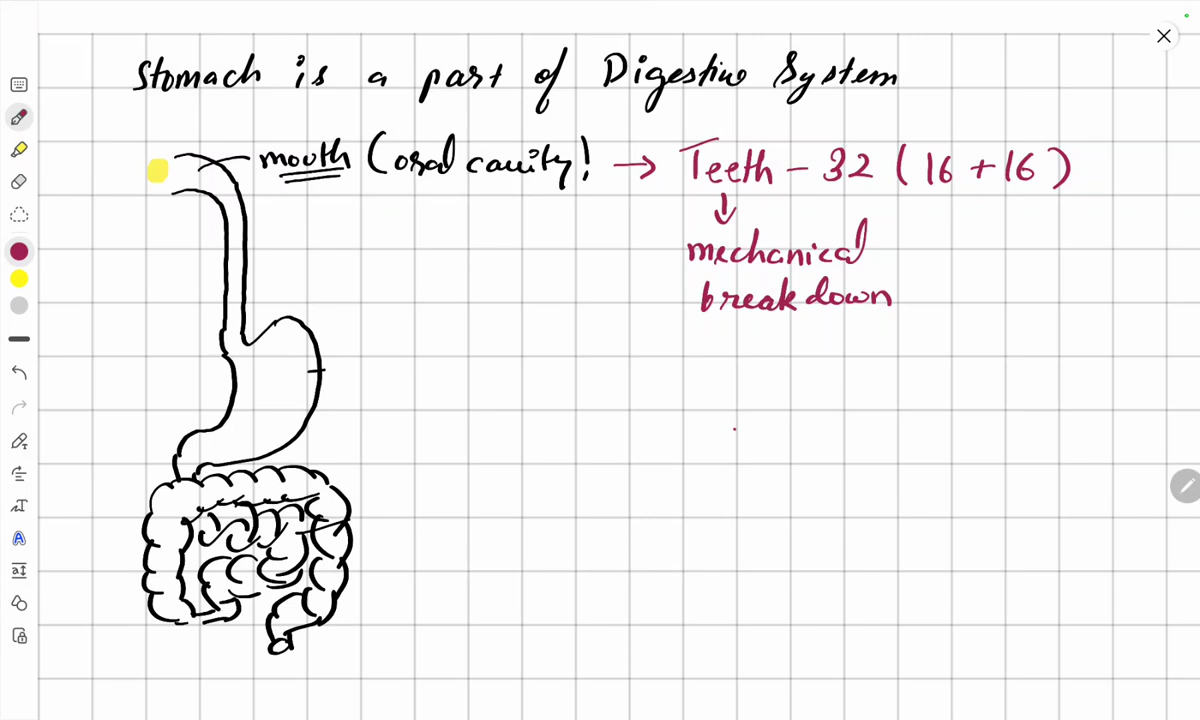 Stomach is a part of Digestive System
mouth (oral cavity! → Teeth - 32 (16 + 16)
↓
mechanical
breakdown